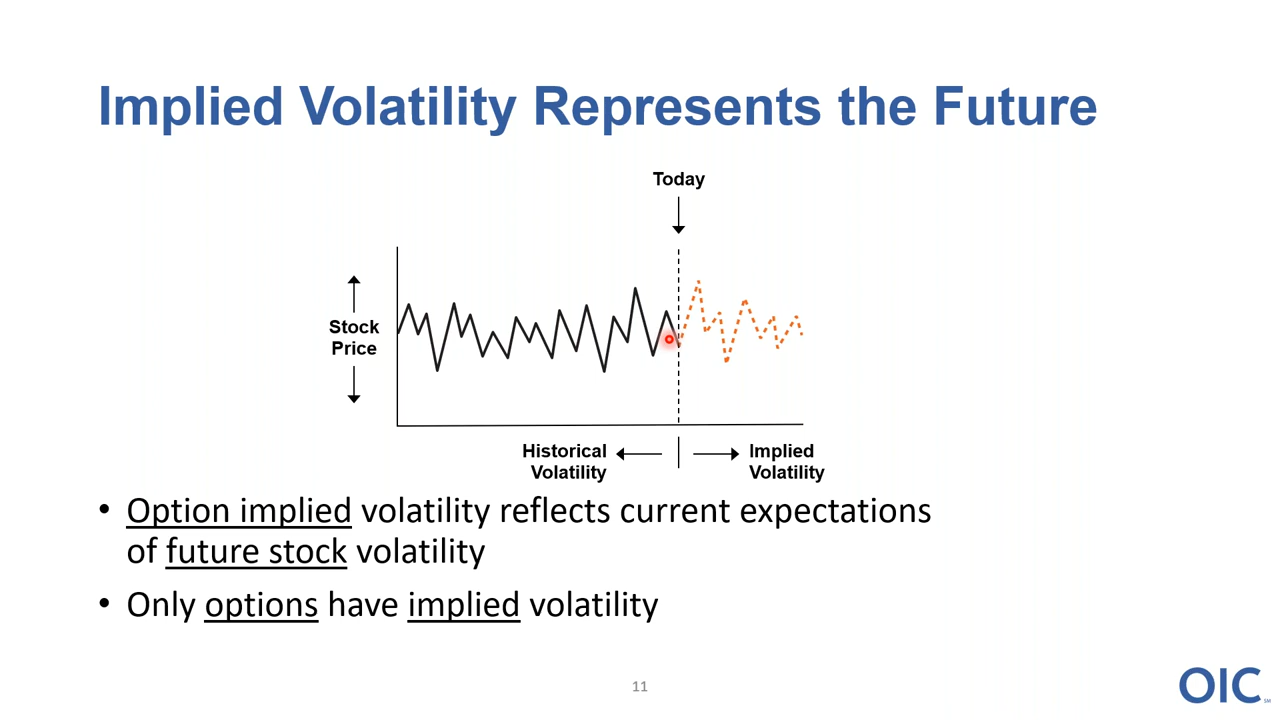 Implied Volatility Represents the Future
Today
Stock
Price
Historical
Volatility
Implied
Volatility
• Option implied volatility reflects current expectations
of future stock volatility
• Only options have implied volatility
11
OIC
SM